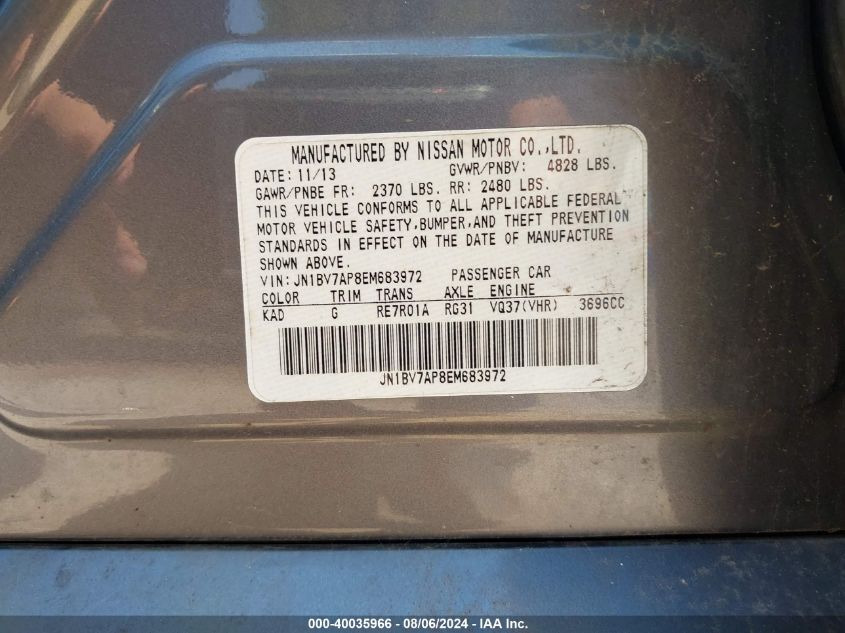 MANUFACTURED BY NISSAN MOTOR CO.,LTD.
DATE: 11/13 GVWR/PNBV: 4828 LBS.
GAWR/PNBE FR: 2370 LBS. RR: 2480 LBS.
THIS VEHICLE CONFORMS TO ALL APPLICABLE FEDERAL
MOTOR VEHICLE SAFETY,BUMPER,AND THEFT PREVENTION
STANDARDS IN EFFECT ON THE DATE OF MANUFACTURE
SHOWN ABOVE.
VIN:JN1BV7AP8EM683972 PASSENGER CAR
COLOR TRIM TRANS AXLE ENGINE
KAD G RE7R01A RG31 VQ37(VHR) 3696CC
JN1BV7AP8EM683972
000-40035966 - 08/06/2024 - IAA Inc.